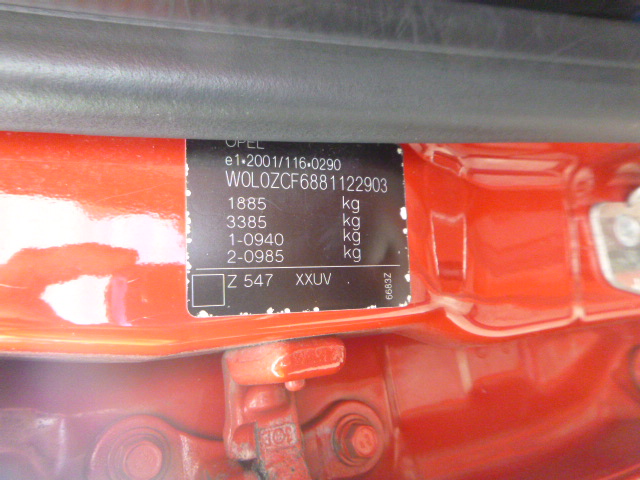 OPEL
e1*2001/116*0290
W0L0ZCF6881122903
1885 kg
3385 kg
1-0940 kg
2-0985 kg
Z 547 XXUV
6683Z